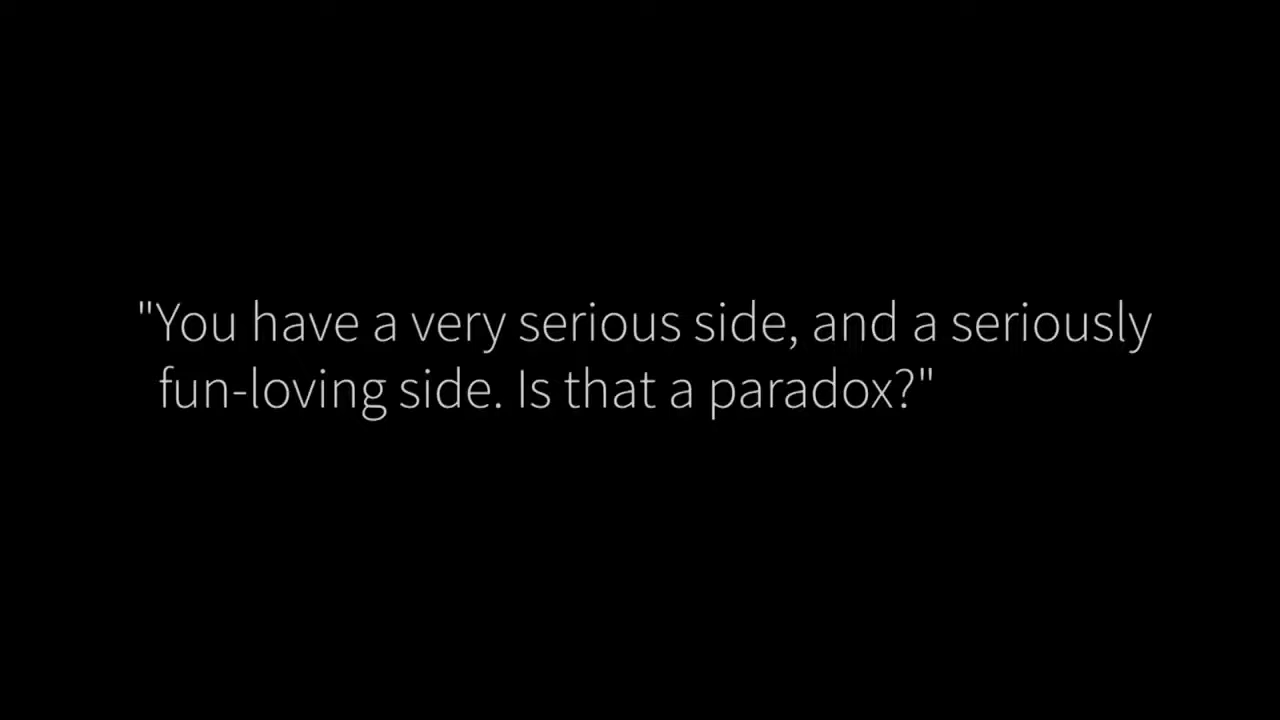 "You have a very serious side, and a seriously
fun-loving side. Is that a paradox?"